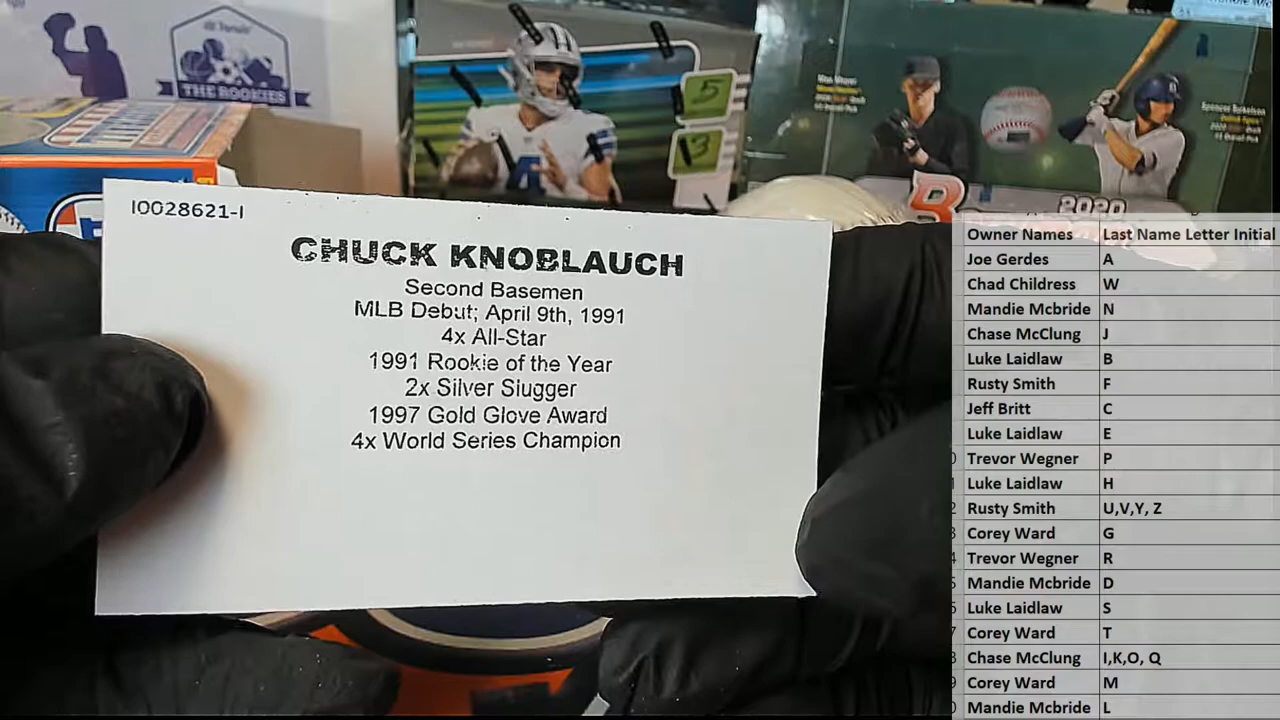 THE ROOKIES
5
13
4
2020
I0028621-I
CHUCK KNOBLAUCH
Second Basemen
MLB Debut; April 9th, 1991
4x All-Star
1991 Rookie of the Year
2x Silver Slugger
1997 Gold Glove Award
4x World Series Champion
Owner Names Last Name Letter Initial
Joe Gerdes A
Chad Childress W
Mandie Mcbride N
Chase McClung J
Luke Laidlaw B
Rusty Smith F
Jeff Britt C
Luke Laidlaw E
Trevor Wegner P
Luke Laidlaw H
Rusty Smith U,V,Y, Z
Corey Ward G
Trevor Wegner R
Mandie Mcbride D
Luke Laidlaw S
Corey Ward T
Chase McClung I,K,O, Q
Corey Ward M
Mandie Mcbride L